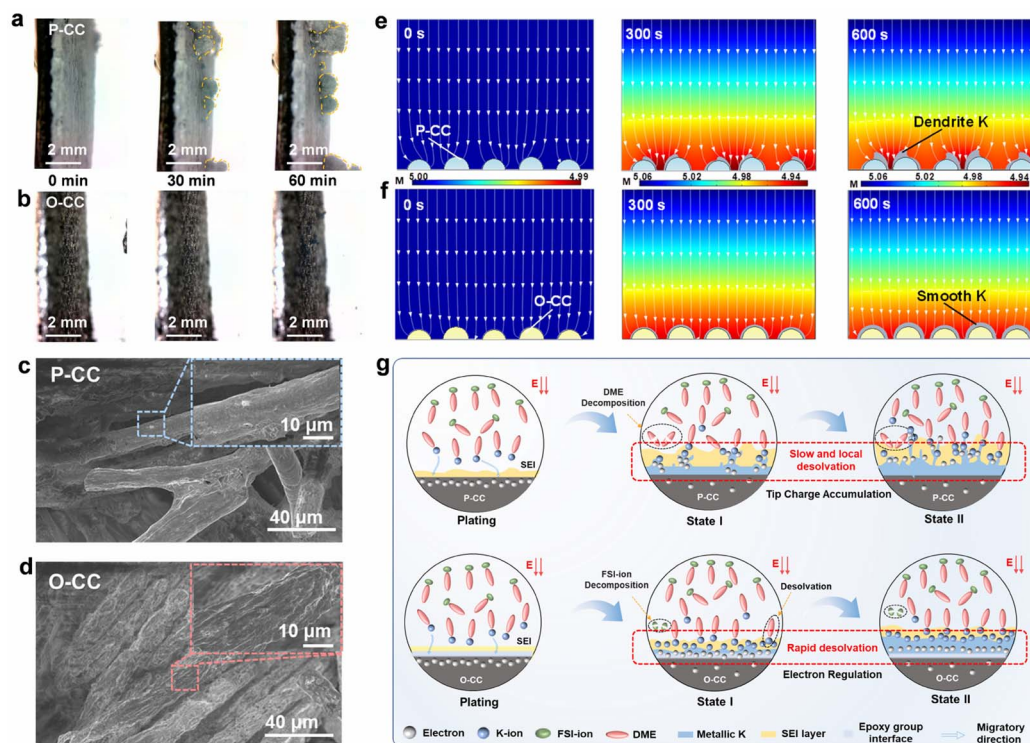 a
P-CC
2 mm
2 mm
2 mm
0 min
30 min
60 min
b
O-CC
2 mm
2 mm
2 mm
c
P-CC
10 μm
40 μm
d
O-CC
10 μm
40 μm
e
0 s
300 s
600 s
P-CC
Dendrite K
M
5.00
4.99
M
5.06
5.02
4.98
4.94
M
5.06
5.02
4.98
4.94
f
0 s
300 s
600 s
O-CC
Smooth K
g
E
DME
Decomposition
E
E
SEI
Slow and local
desolvation
P-CC
P-CC
Tip Charge Accumulation
P-CC
Plating
State I
State II
E
FSI-ion
Decomposition
E
Desolvation
E
SEI
Rapid desolvation
O-CC
O-CC
Electron Regulation
O-CC
Plating
State I
State II
Electron
K-ion
FSI-ion
DME
Metallic K
SEI layer
Epoxy group
interface
Migratory
direction